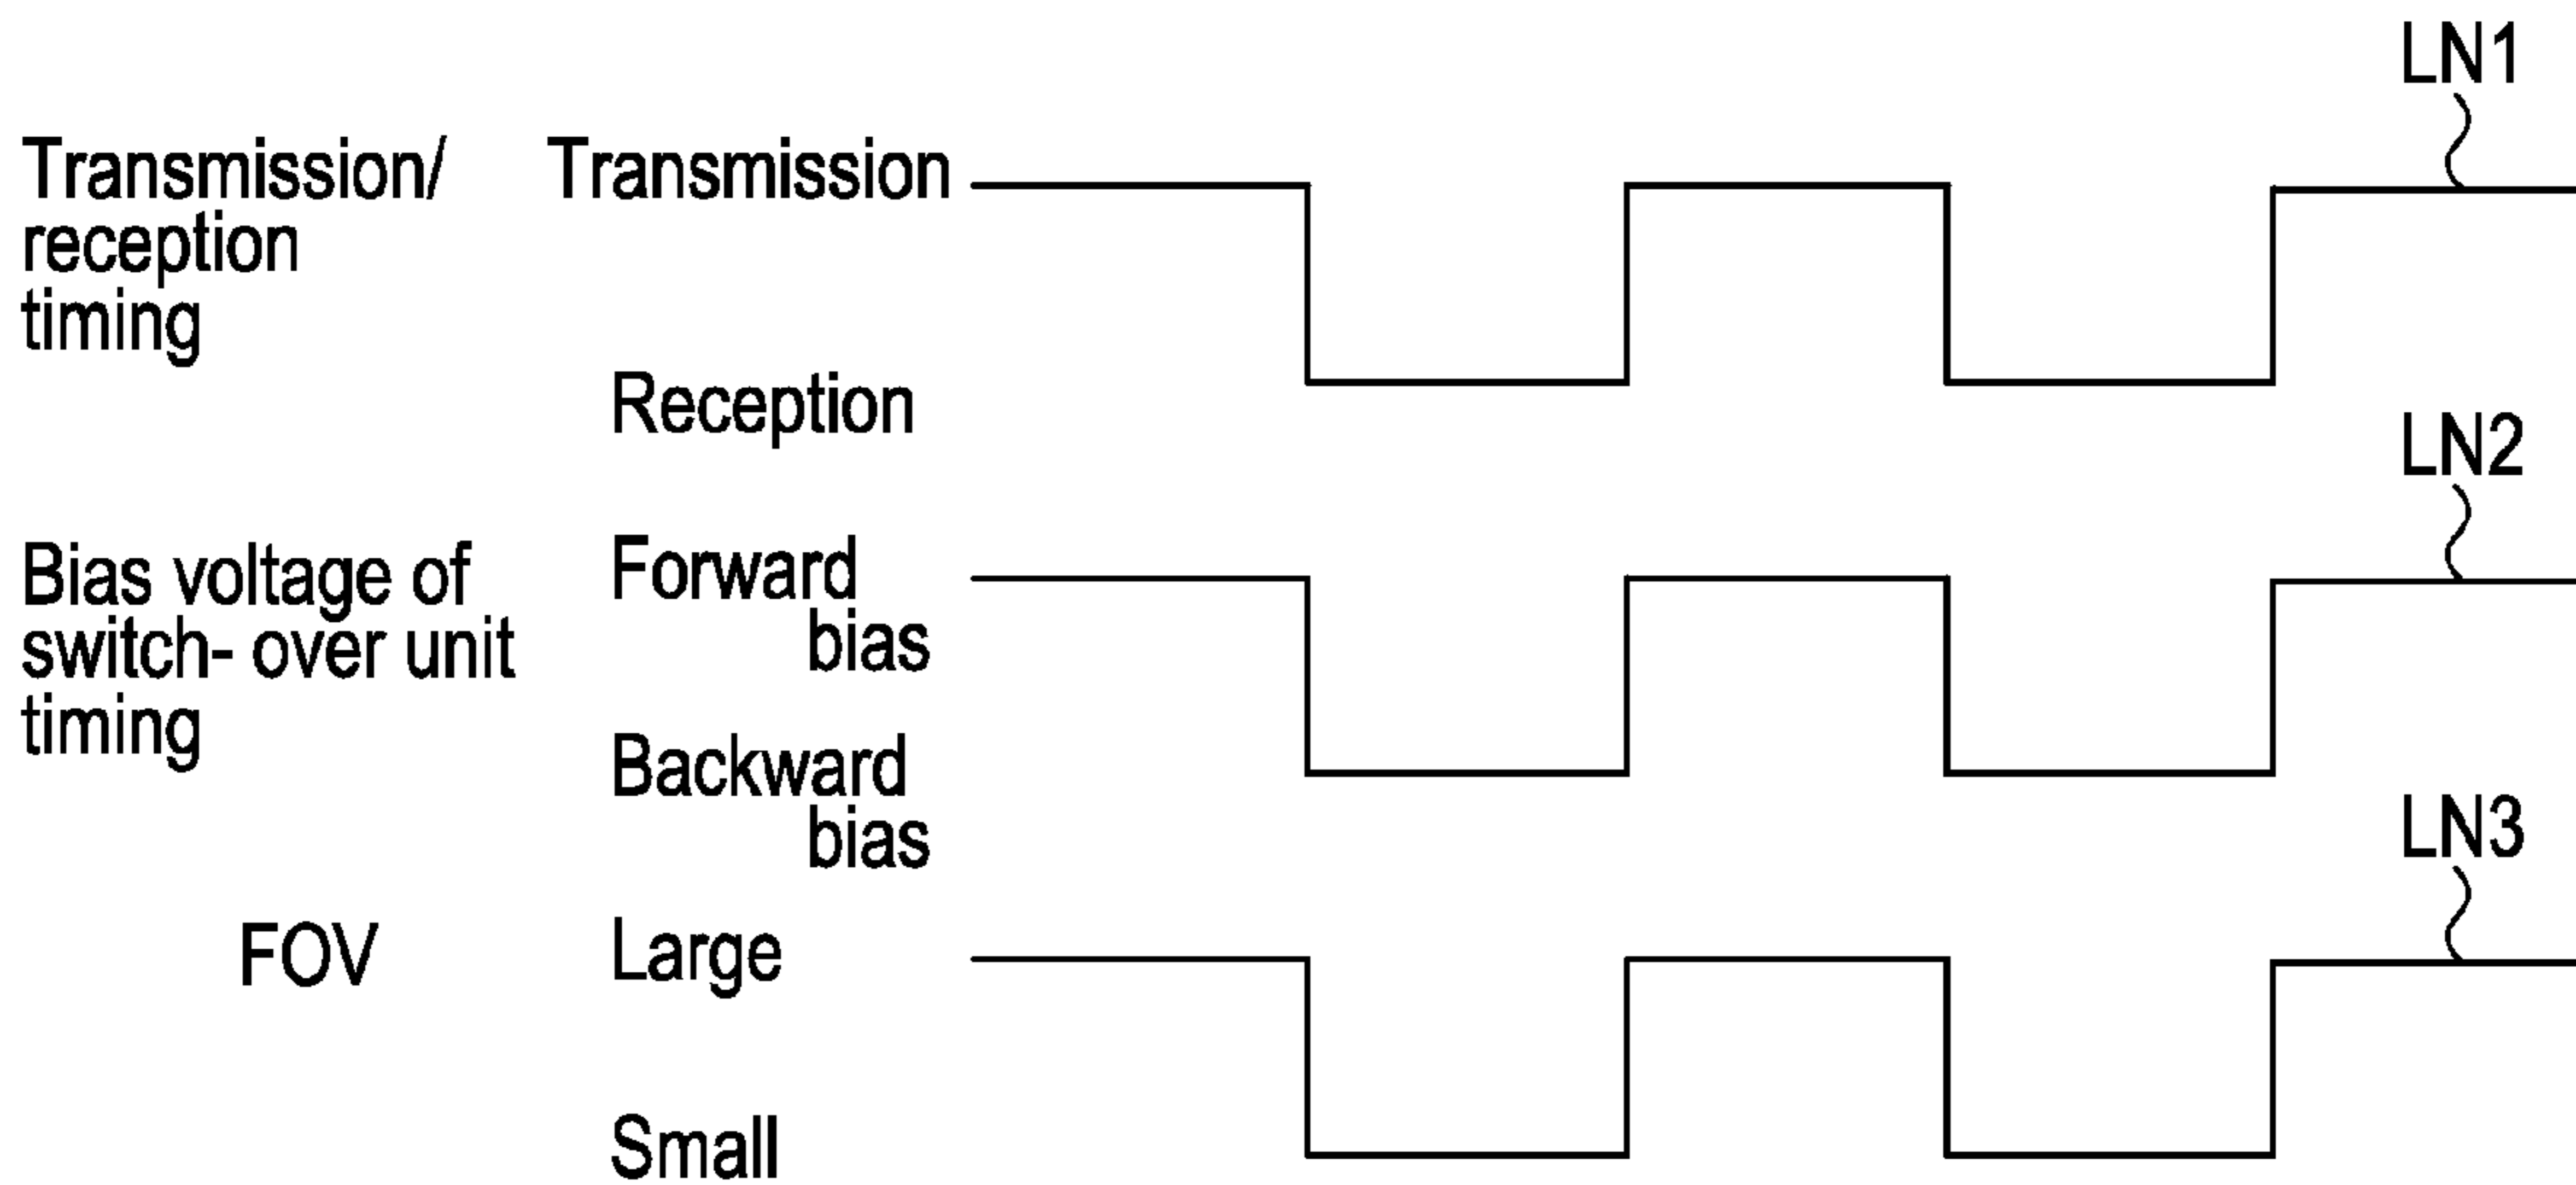 LN1
Transmission/
reception
timing
Transmission
Reception
LN2
Bias voltage of
switch- over unit
timing
Forward
bias
Backward
bias
LN3
FOV
Large
Small